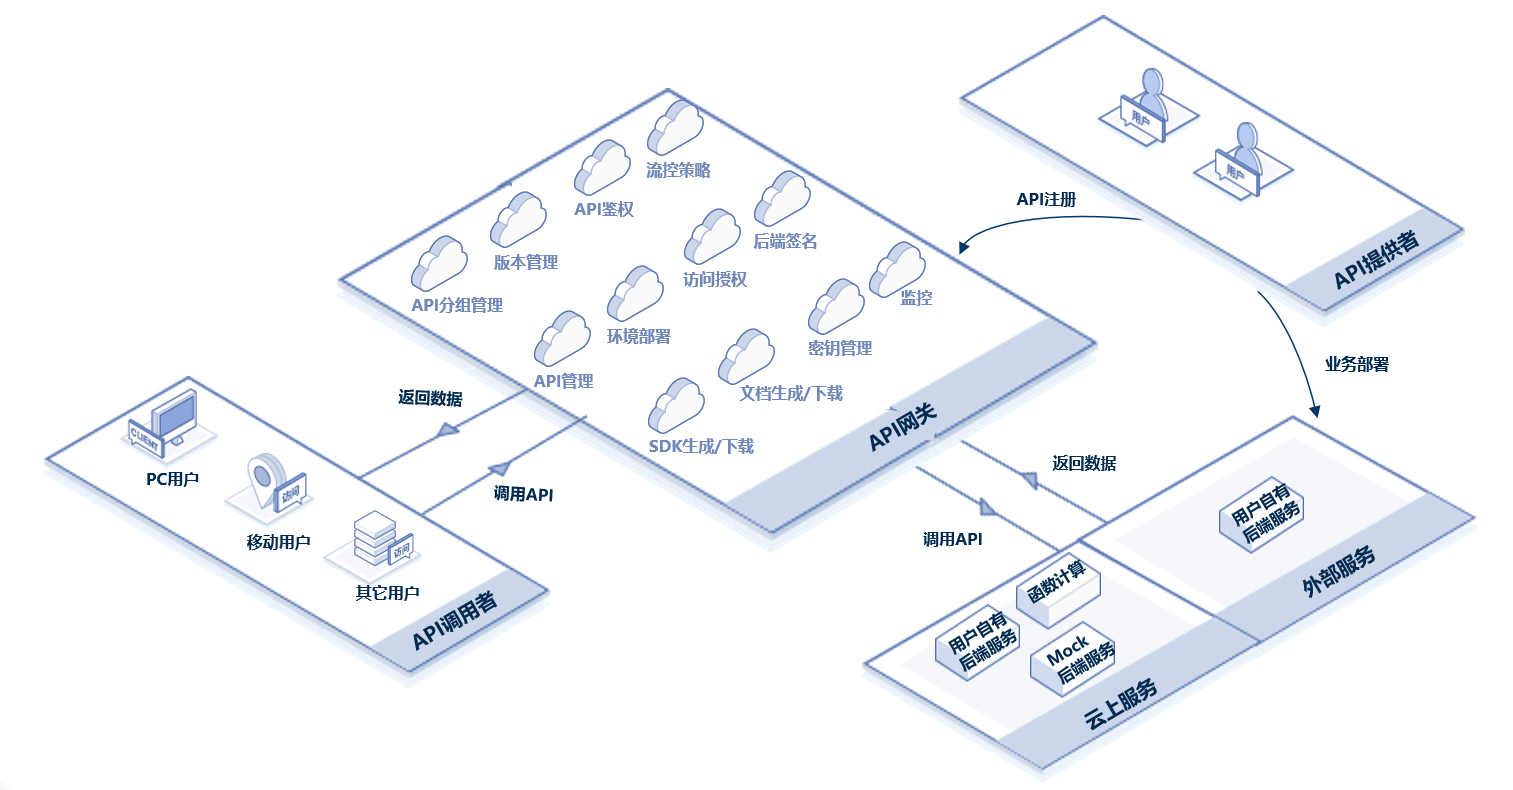 用户
用户
API提供者
API注册
业务部署
流控策略
API鉴权
版本管理
API分组管理
后端签名
访问授权
环境部署
API管理
监控
密钥管理
文档生成/下载
SDK生成/下载
API网关
返回数据
调用API
CLIENT
PC用户
访问
移动用户
访问
其它用户
API调用者
返回数据
调用API
用户自有
后端服务
外部服务
函数计算
用户自有
后端服务
Mock
后端服务
云上服务